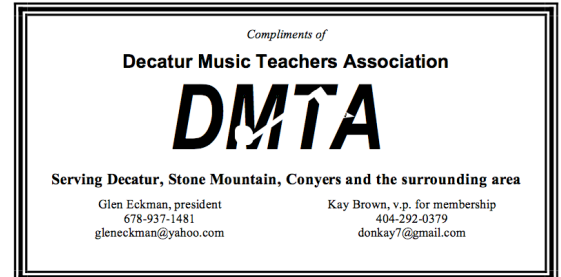 Compliments of
Decatur Music Teachers Association
DMTA
Serving Decatur, Stone Mountain, Conyers and the surrounding area
Glen Eckman, president
678-937-1481
gleneckman@yahoo.com
Kay Brown, v.p. for membership
404-292-0379
donkay7@gmail.com